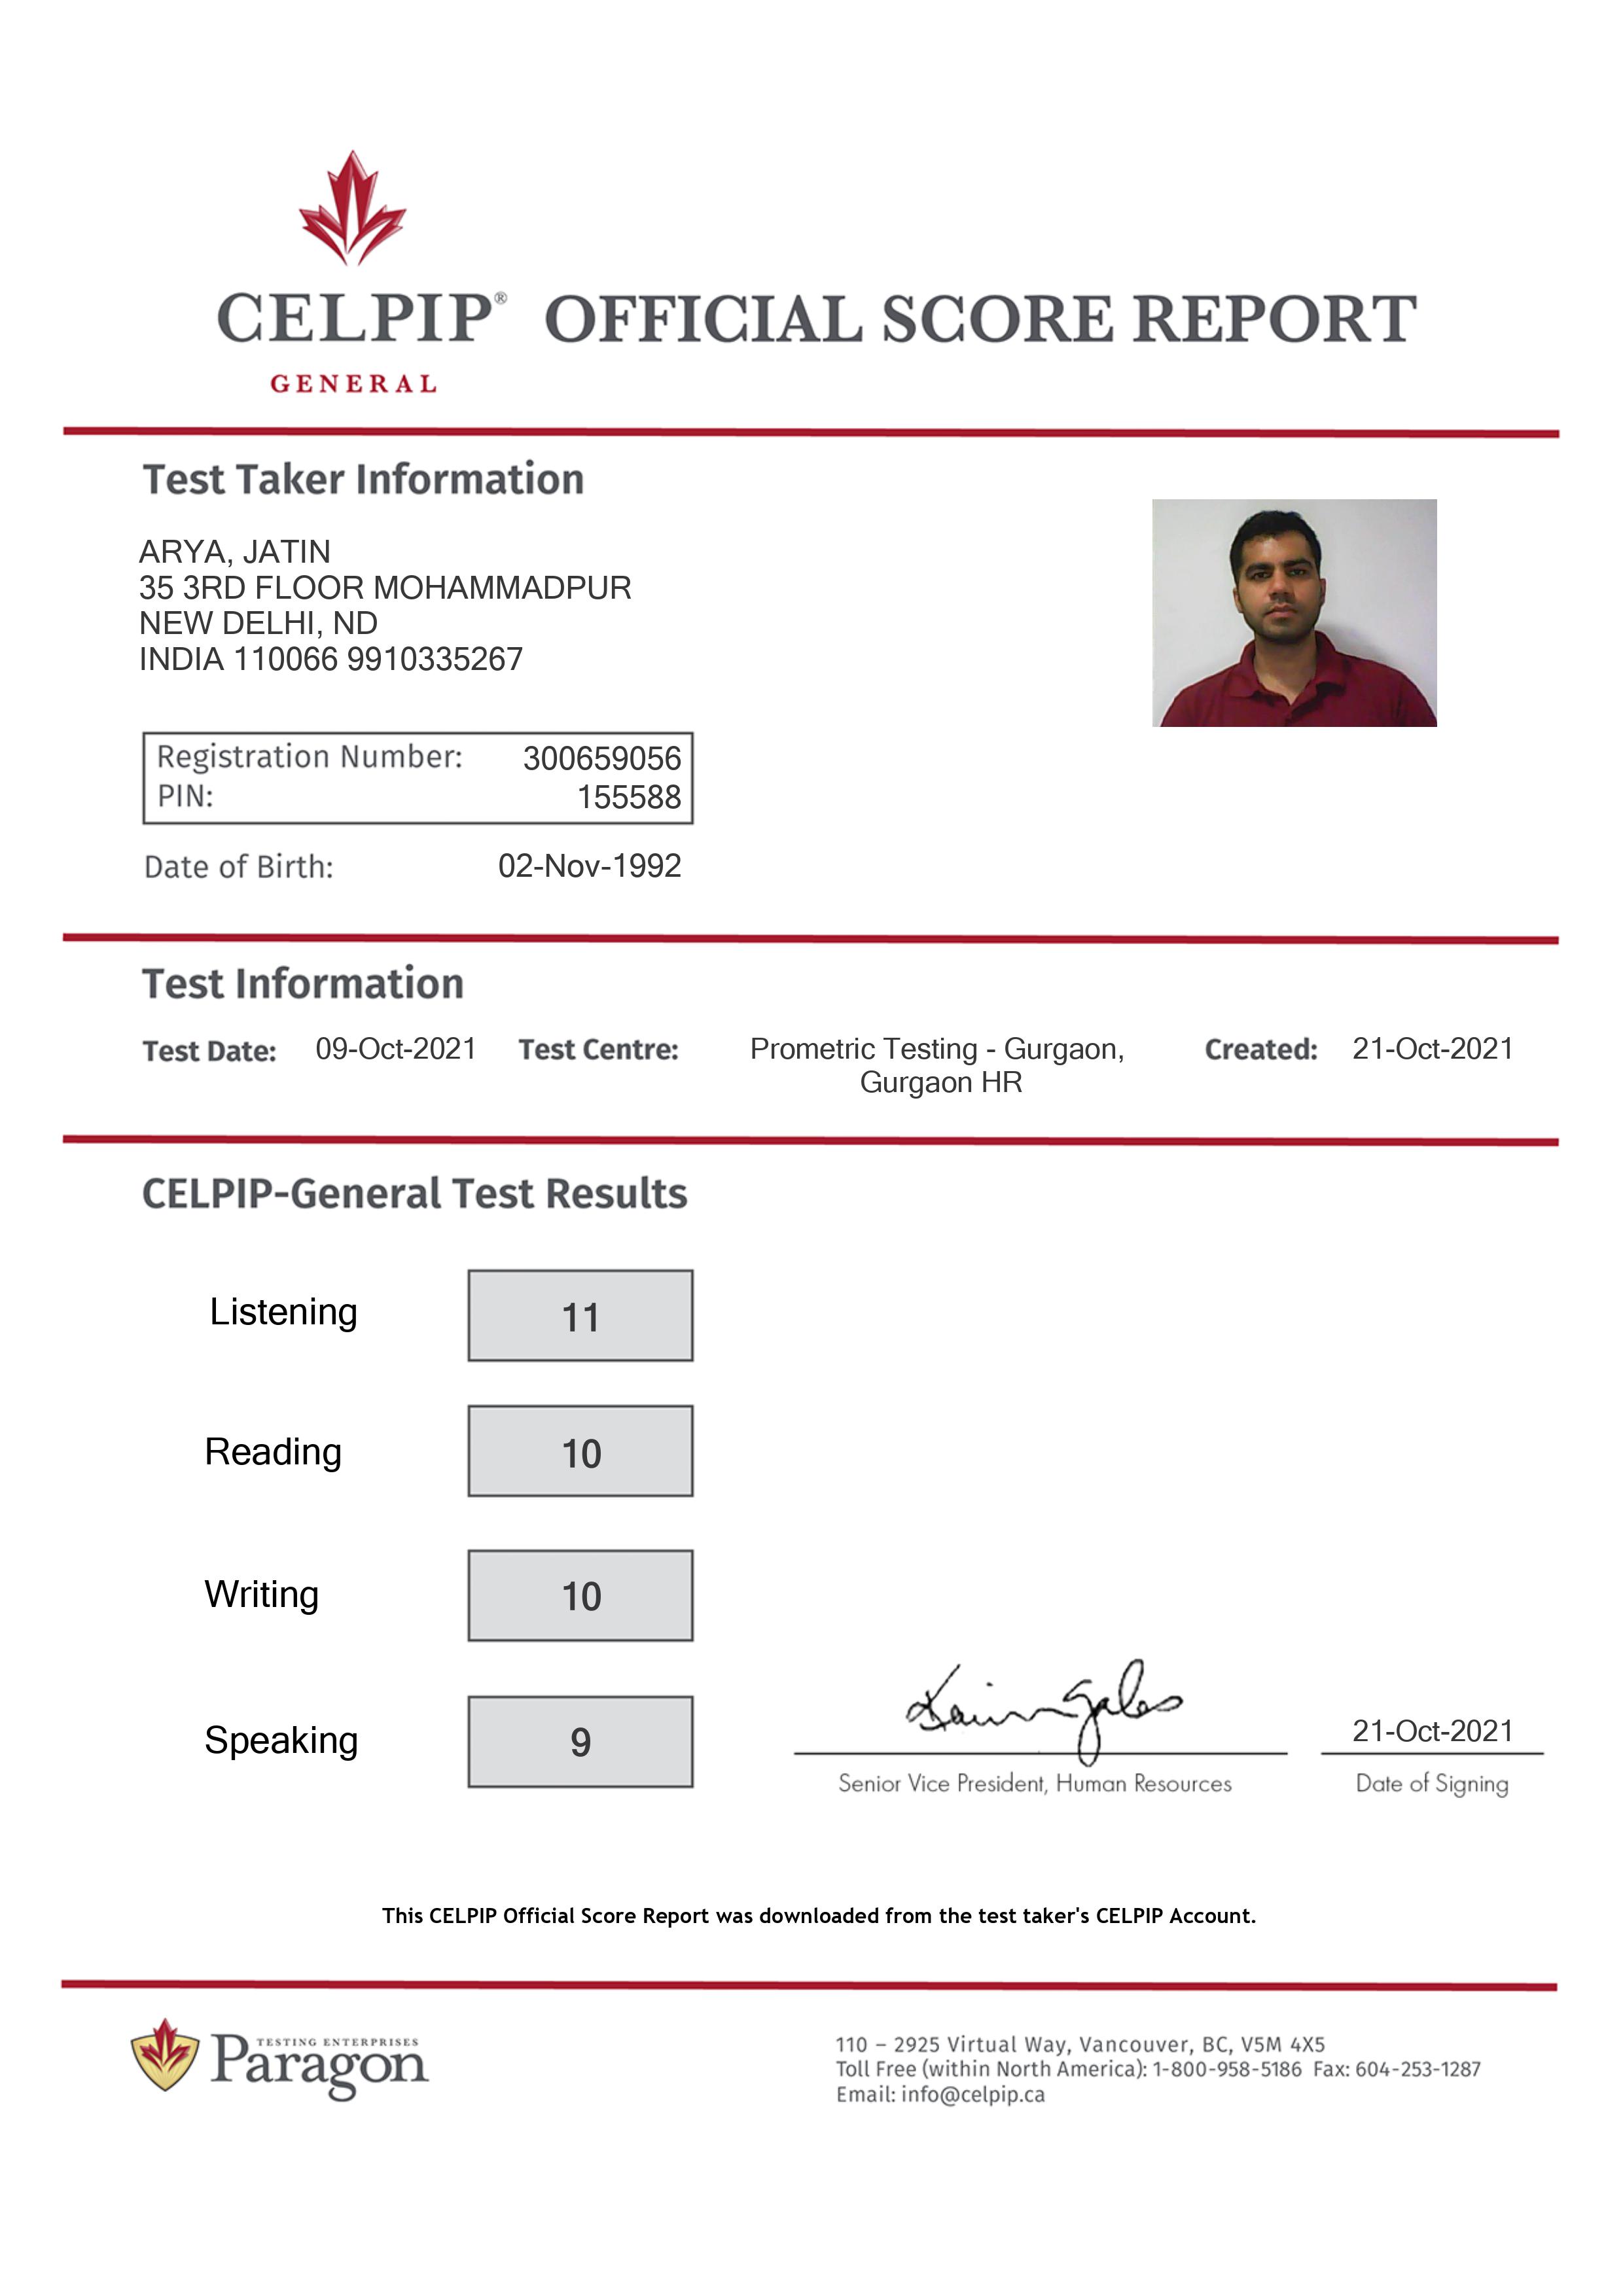 CELPIP® OFFICIAL SCORE REPORT
GENERAL
Test Taker Information
ARYA, JATIN
35 3RD FLOOR MOHAMMADPUR
NEW DELHI, ND
INDIA 110066 9910335267
Registration Number: 300659056
PIN: 155588
Date of Birth: 02-Nov-1992
Test Information
Test Date: 09-Oct-2021 Test Centre: Prometric Testing - Gurgaon, Created: 21-Oct-2021
Gurgaon HR
CELPIP-General Test Results
Listening 11
Reading 10
Writing 10
Speaking 9
21-Oct-2021
Senior Vice President, Human Resources Date of Signing
This CELPIP Official Score Report was downloaded from the test taker's CELPIP Account.
TESTING ENTERPRISES
Paragon
110 – 2925 Virtual Way, Vancouver, BC, V5M 4X5
Toll Free (within North America): 1-800-958-5186 Fax: 604-253-1287
Email: info@celpip.ca